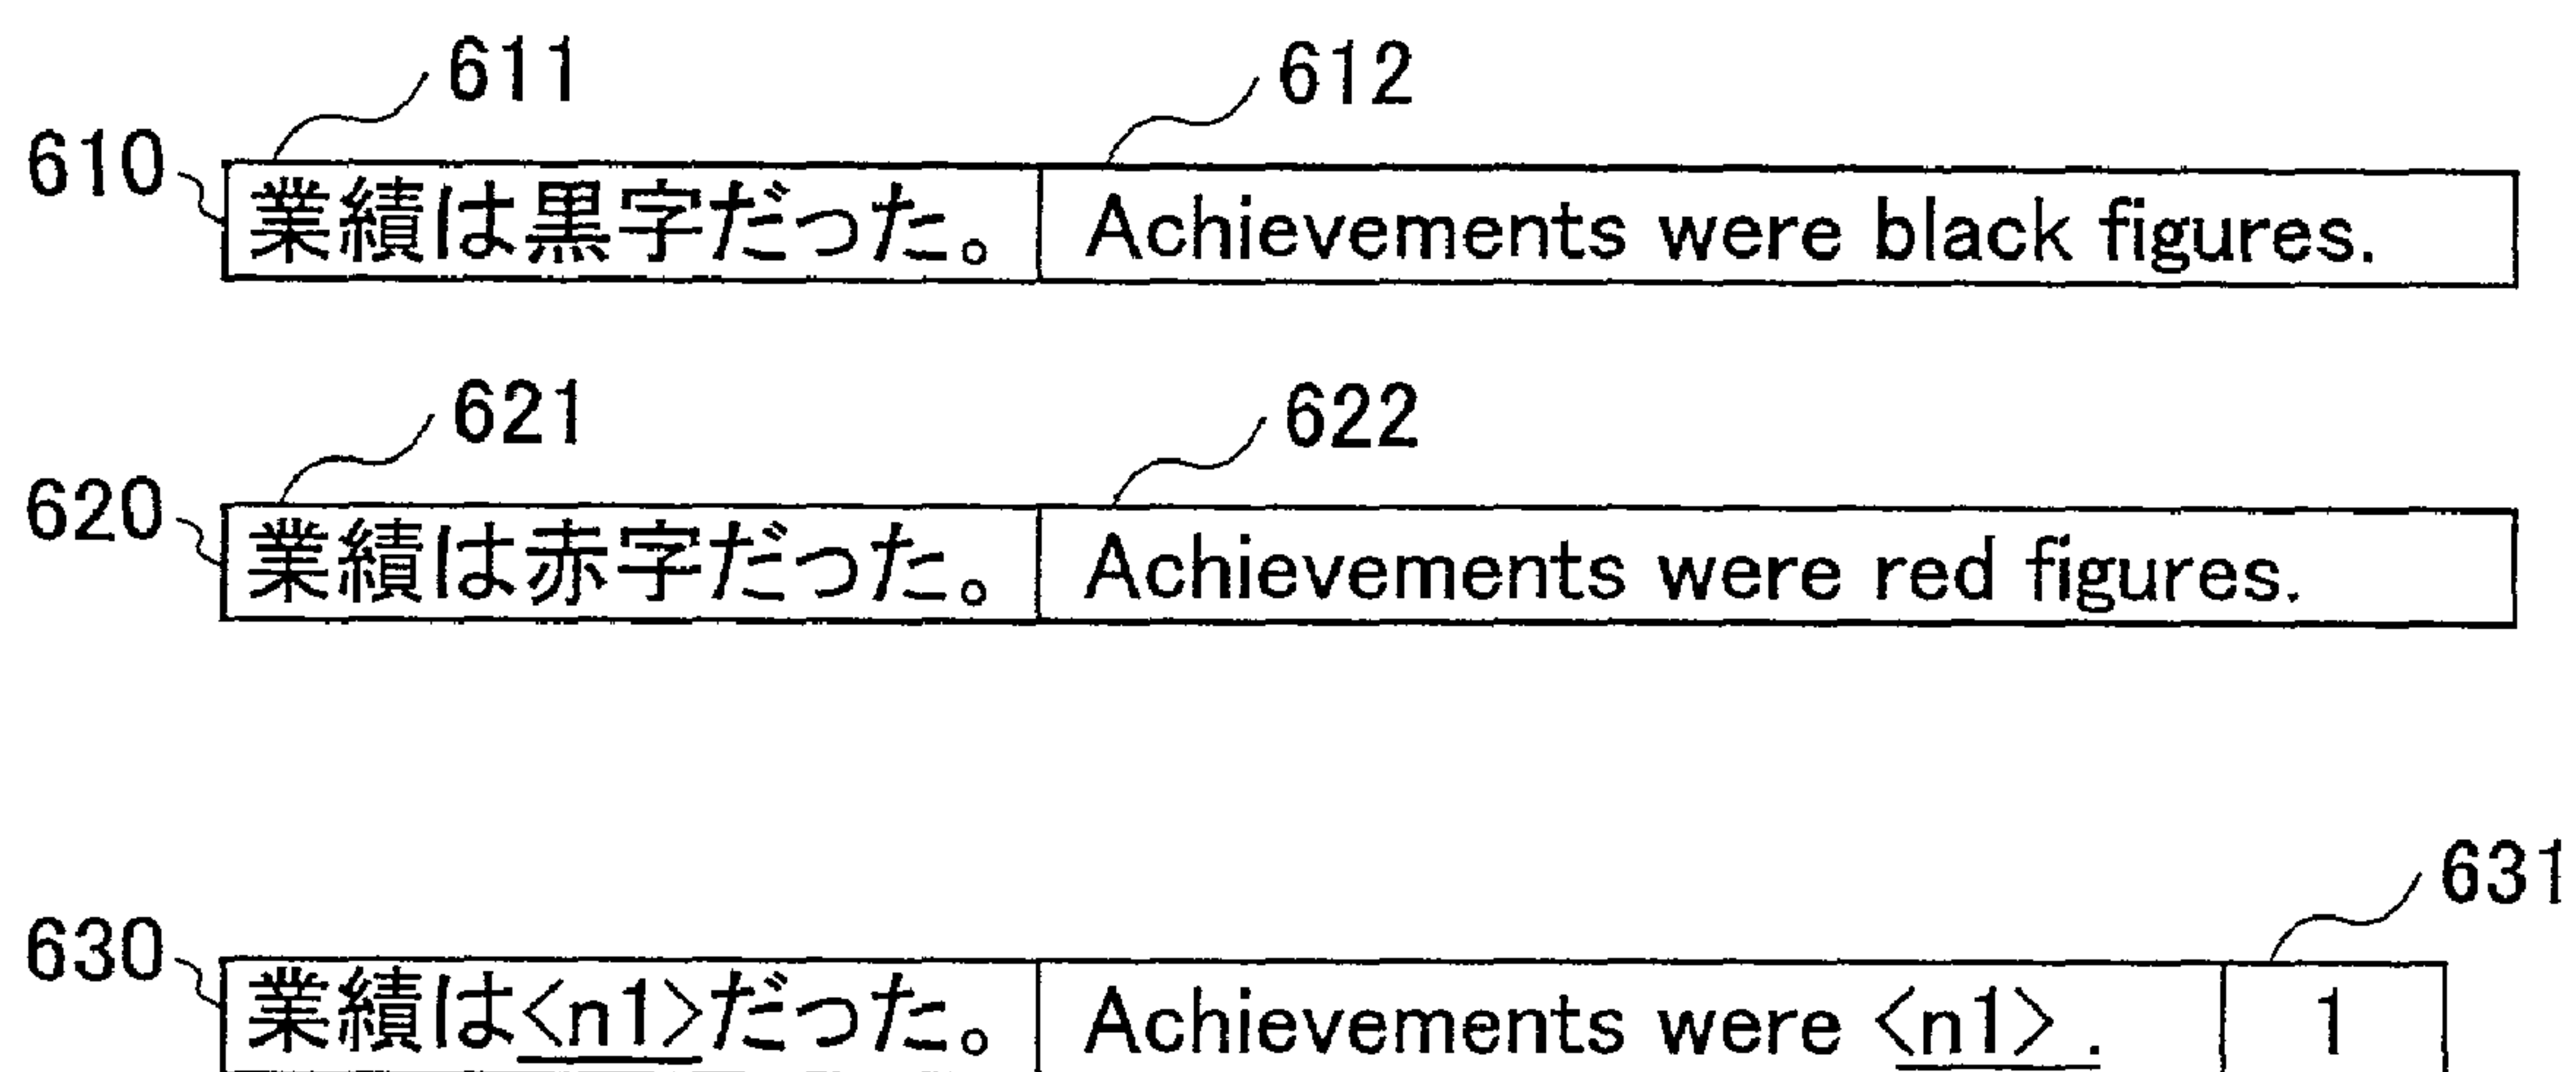 611 612
610 業績は黒字だった。 Achievements were black figures.
621 622
620 業績は赤字だった。 Achievements were red figures.
631
630 業績は<n1>だった。 Achievements were <n1>. 1